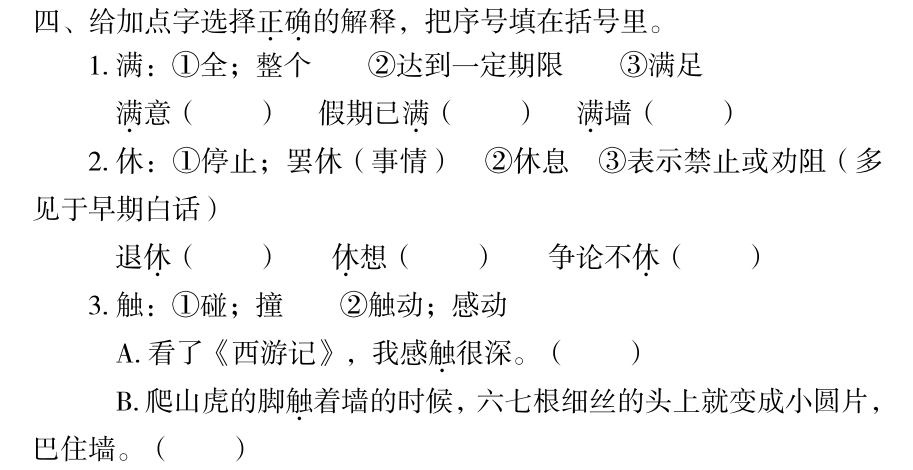 四、给加点字选择正确的解释，把序号填在括号里。
1. 满：①全；整个　②达到一定期限　③满足
满意（　　）　假期已满（　　）　满墙（　　）
2. 休：①停止；罢休（事情）　②休息　③表示禁止或劝阻（多
见于早期白话）
退休（　　）　休想（　　）　争论不休（　　）
3. 触：①碰；撞　②触动；感动
A. 看了《西游记》，我感触很深。（　　）
B. 爬山虎的脚触着墙的时候，六七根细丝的头上就变成小圆片，
巴住墙。（　　）